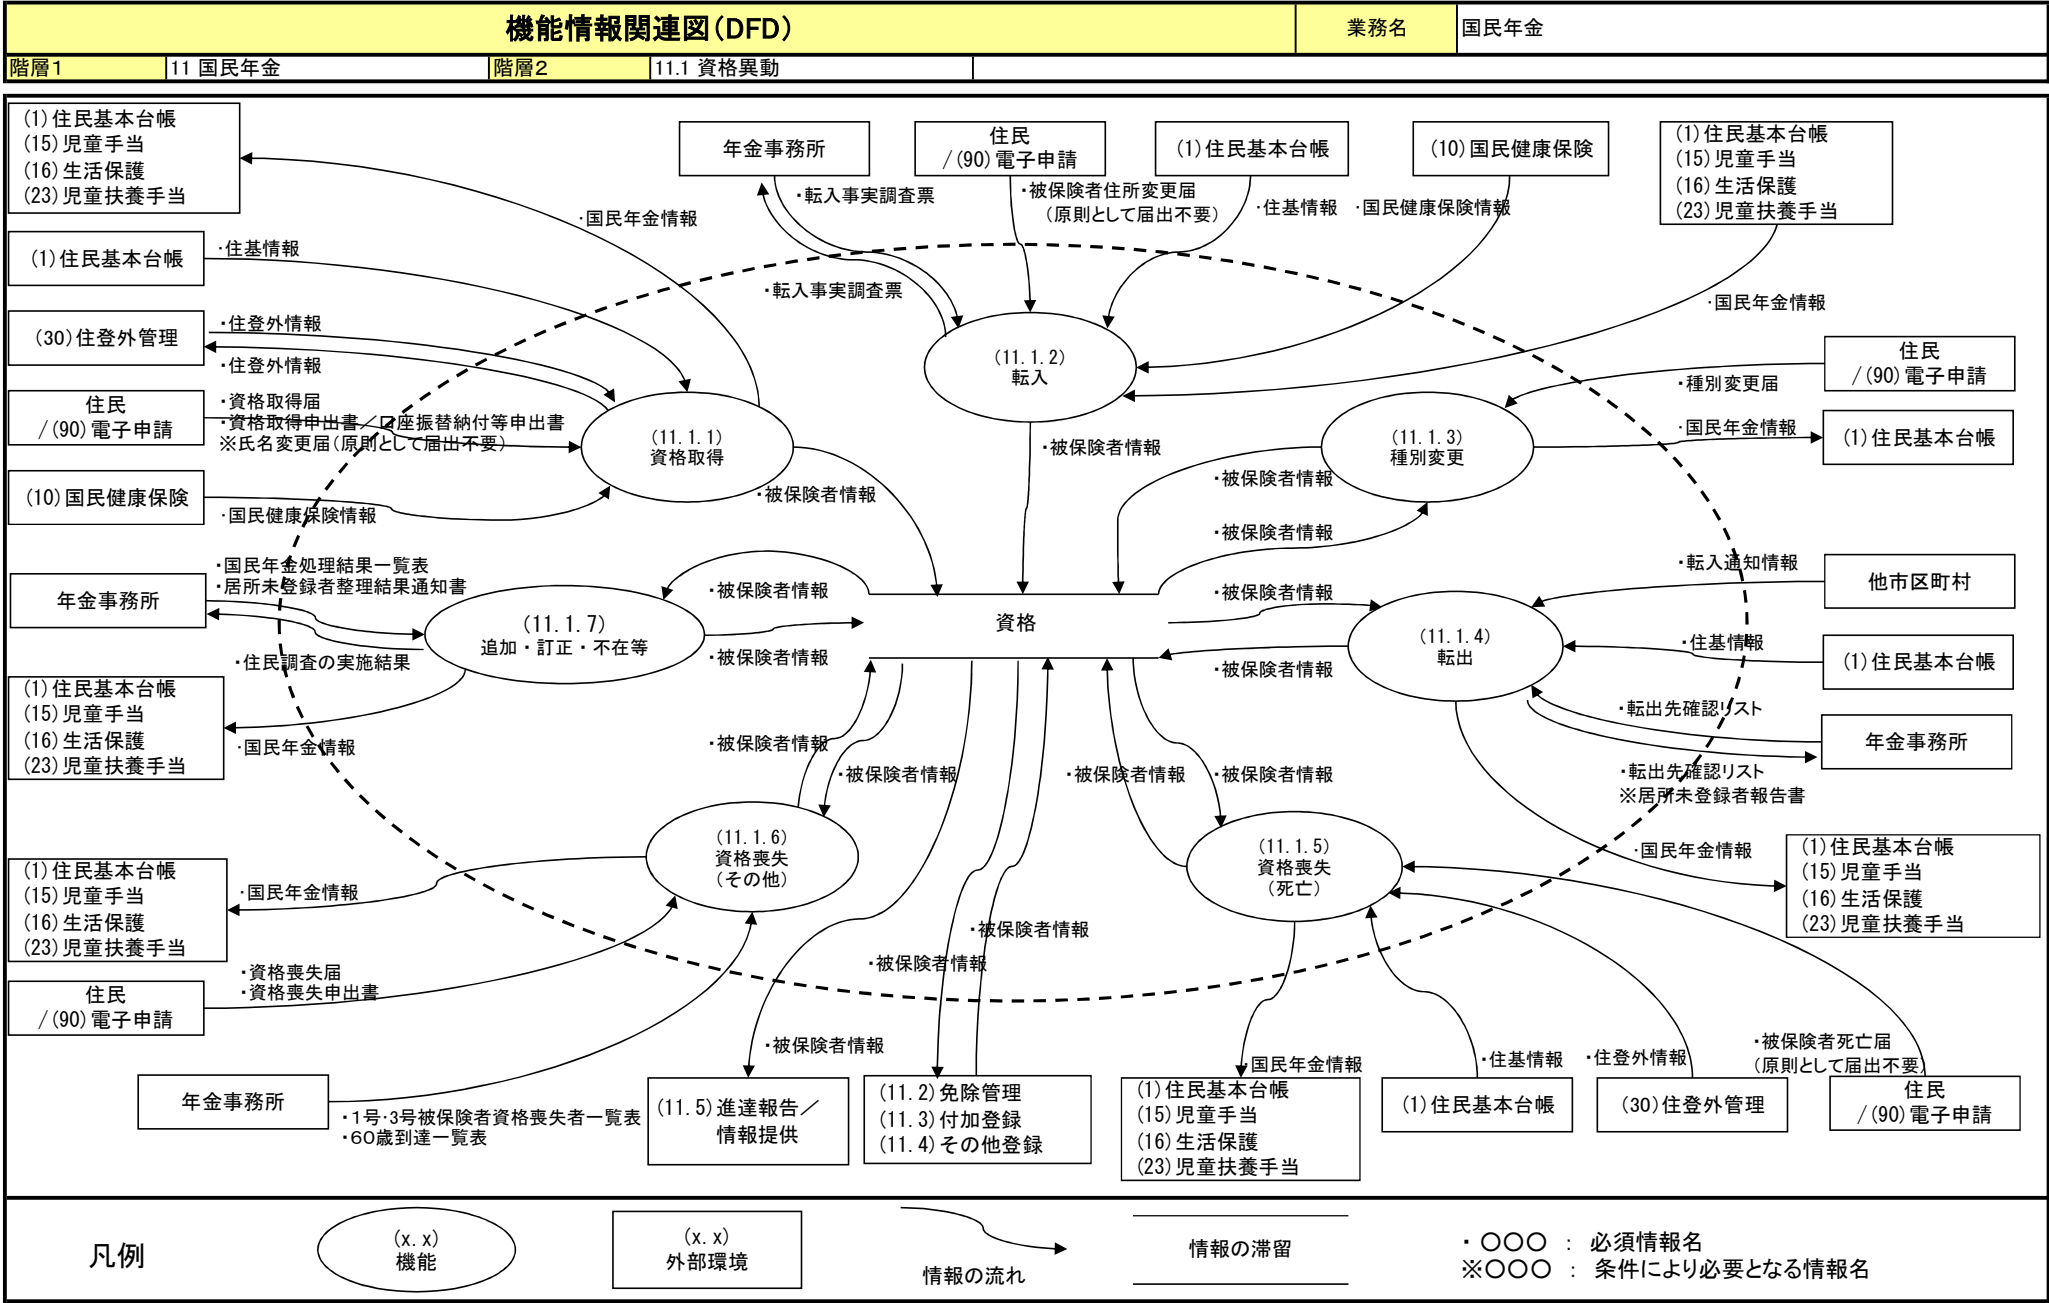 機能情報関連図(DFD)
業務名
国民年金
階層1
11 国民年金
階層2
11.1 資格異動
(1)住民基本台帳
(15)児童手当
(16)生活保護
(23)児童扶養手当
・国民年金情報
(1)住民基本台帳
・住基情報
(30)住登外管理
・住登外情報
・住登外情報
住民
/(90)電子申請
・資格取得届
・資格取得申出書/口座振替納付等申出書
※氏名変更届(原則として届出不要)
(10)国民健康保険
・国民健康保険情報
(11.1.1)
資格取得
・被保険者情報
年金事務所
・転入事実調査票
・転入事実調査票
住民
/(90)電子申請
・被保険者住所変更届
(原則として届出不要)
(1)住民基本台帳
・住基情報
(10)国民健康保険
・国民健康保険情報
(1)住民基本台帳
(15)児童手当
(16)生活保護
(23)児童扶養手当
・国民年金情報
(11.1.2)
転入
・被保険者情報
住民
/(90)電子申請
・種別変更届
(11.1.3)
種別変更
・国民年金情報
(1)住民基本台帳
・被保険者情報
・被保険者情報
年金事務所
・国民年金処理結果一覧表
・居所未登録者整理結果通知書
・住民調査の実施結果
(11.1.7)
追加・訂正・不在等
・被保険者情報
・被保険者情報
(1)住民基本台帳
(15)児童手当
(16)生活保護
(23)児童扶養手当
・国民年金情報
資格
・被保険者情報
・被保険者情報
(11.1.4)
転出
・転入通知情報
他市区町村
・住基情報
(1)住民基本台帳
・転出先確認リスト
年金事務所
・転出先確認リスト
※居所未登録者報告書
・国民年金情報
(1)住民基本台帳
(15)児童手当
(16)生活保護
(23)児童扶養手当
・被保険者情報
・被保険者情報
・被保険者情報
・被保険者情報
(11.1.6)
資格喪失
(その他)
(11.1.5)
資格喪失
(死亡)
(1)住民基本台帳
(15)児童手当
(16)生活保護
(23)児童扶養手当
・国民年金情報
住民
/(90)電子申請
・資格喪失届
・資格喪失申出書
年金事務所
・1号・3号被保険者資格喪失者一覧表
・60歳到達一覧表
・被保険者情報
・被保険者情報
・被保険者情報
(11.5)進達報告/
情報提供
(11.2)免除管理
(11.3)付加登録
(11.4)その他登録
・国民年金情報
(1)住民基本台帳
(15)児童手当
(16)生活保護
(23)児童扶養手当
・住基情報
(1)住民基本台帳
・住登外情報
(30)住登外管理
・被保険者死亡届
(原則として届出不要)
住民
/(90)電子申請
凡例
(x.x)
機能
(x.x)
外部環境
情報の流れ
情報の滞留
・ ○○○ : 必須情報名
※○○○ : 条件により必要となる情報名